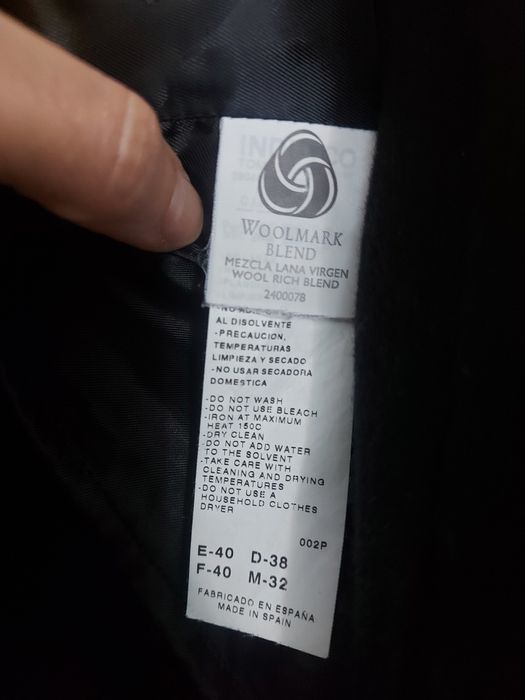 WOOLMARK
BLEND
MEZCLA LANA VIRGEN
WOOL RICH BLEND
2400078
AL DISOLVENTE
-PRECAUCION,
TEMPERATURAS
LIMPIEZA Y SECADO
-NO USAR SECADORA
DOMESTICA
-DO NOT WASH
-DO NOT USE BLEACH
-IRON AT MAXIMUM
HEAT 150C
-DRY CLEAN
-DO NOT ADD WATER
TO THE SOLVENT
-TAKE CARE WITH
CLEANING AND DRYING
TEMPERATURES
-DO NOT USE A
HOUSEHOLD CLOTHES
DRYER
002P
E-40 D-38
F-40 M-32
FABRICADO EN ESPAÑA
MADE IN SPAIN